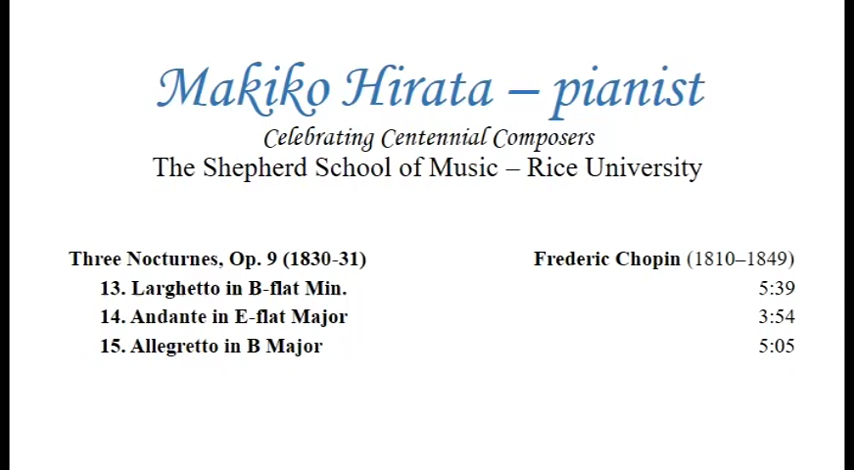 Makiko Hirata – pianist
Celebrating Centennial Composers
The Shepherd School of Music – Rice University
Three Nocturnes, Op. 9 (1830-31) Frederic Chopin (1810–1849)
13. Larghetto in B-flat Min. 5:39
14. Andante in E-flat Major 3:54
15. Allegretto in B Major 5:05